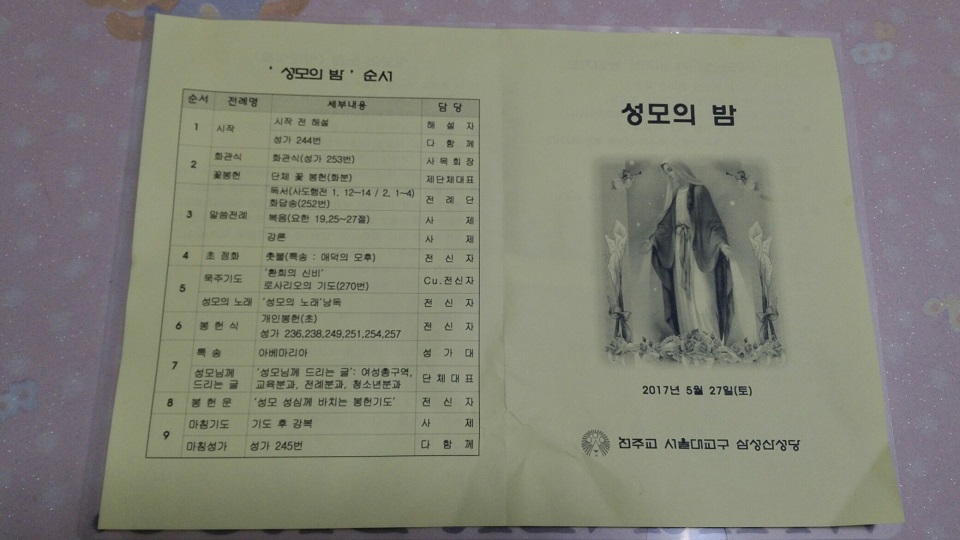 ' 성모의 밤 ' 순서
순서 전례명 세부내용 담 당
1 시작 시작 전 해설 해 설 자
성가 244번 다 함 께
2 화관식 화관식(성가 253번) 사목회장
꽃봉헌 단체 꽃 봉헌(화분) 제단체대표
3 말씀전례 독서(사도행전 1, 12~14 / 2, 1~4)
화답송(252번) 전 례 단
복음(요한 19,25~27절) 사 제
강론 사 제
4 초 점화 촛불(특송 : 애덕의 모후) 전 신 자
5 묵주기도 '환희의 신비'
로사리오의 기도(270번) Cu.전신자
성모의 노래 '성모의 노래'낭독 전 신 자
6 봉 헌 식 개인봉헌(초)
성가 236,238,249,251,254,257 전 신 자
7 특 송 아베마리아 성 가 대
성모님께
드리는 글 '성모님께 드리는 글': 여성총구역,
교육분과, 전례분과, 청소년분과 단체대표
8 봉 헌 문 '성모 성심께 바치는 봉헌기도' 전 신 자
9 마침기도 기도 후 강복 사 제
마침성가 성가 245번 다 함 께
성모의 밤
2017년 5월 27일(토)
천주교 서울대교구 삼성산성당